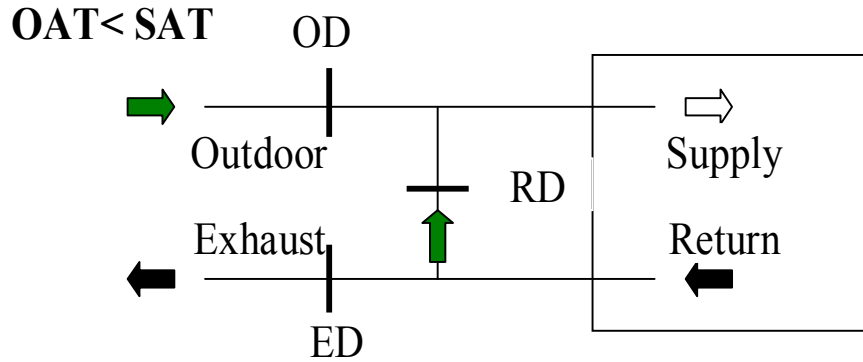 OAT< SAT
OD
Outdoor
Supply
RD
Exhaust
Return
ED